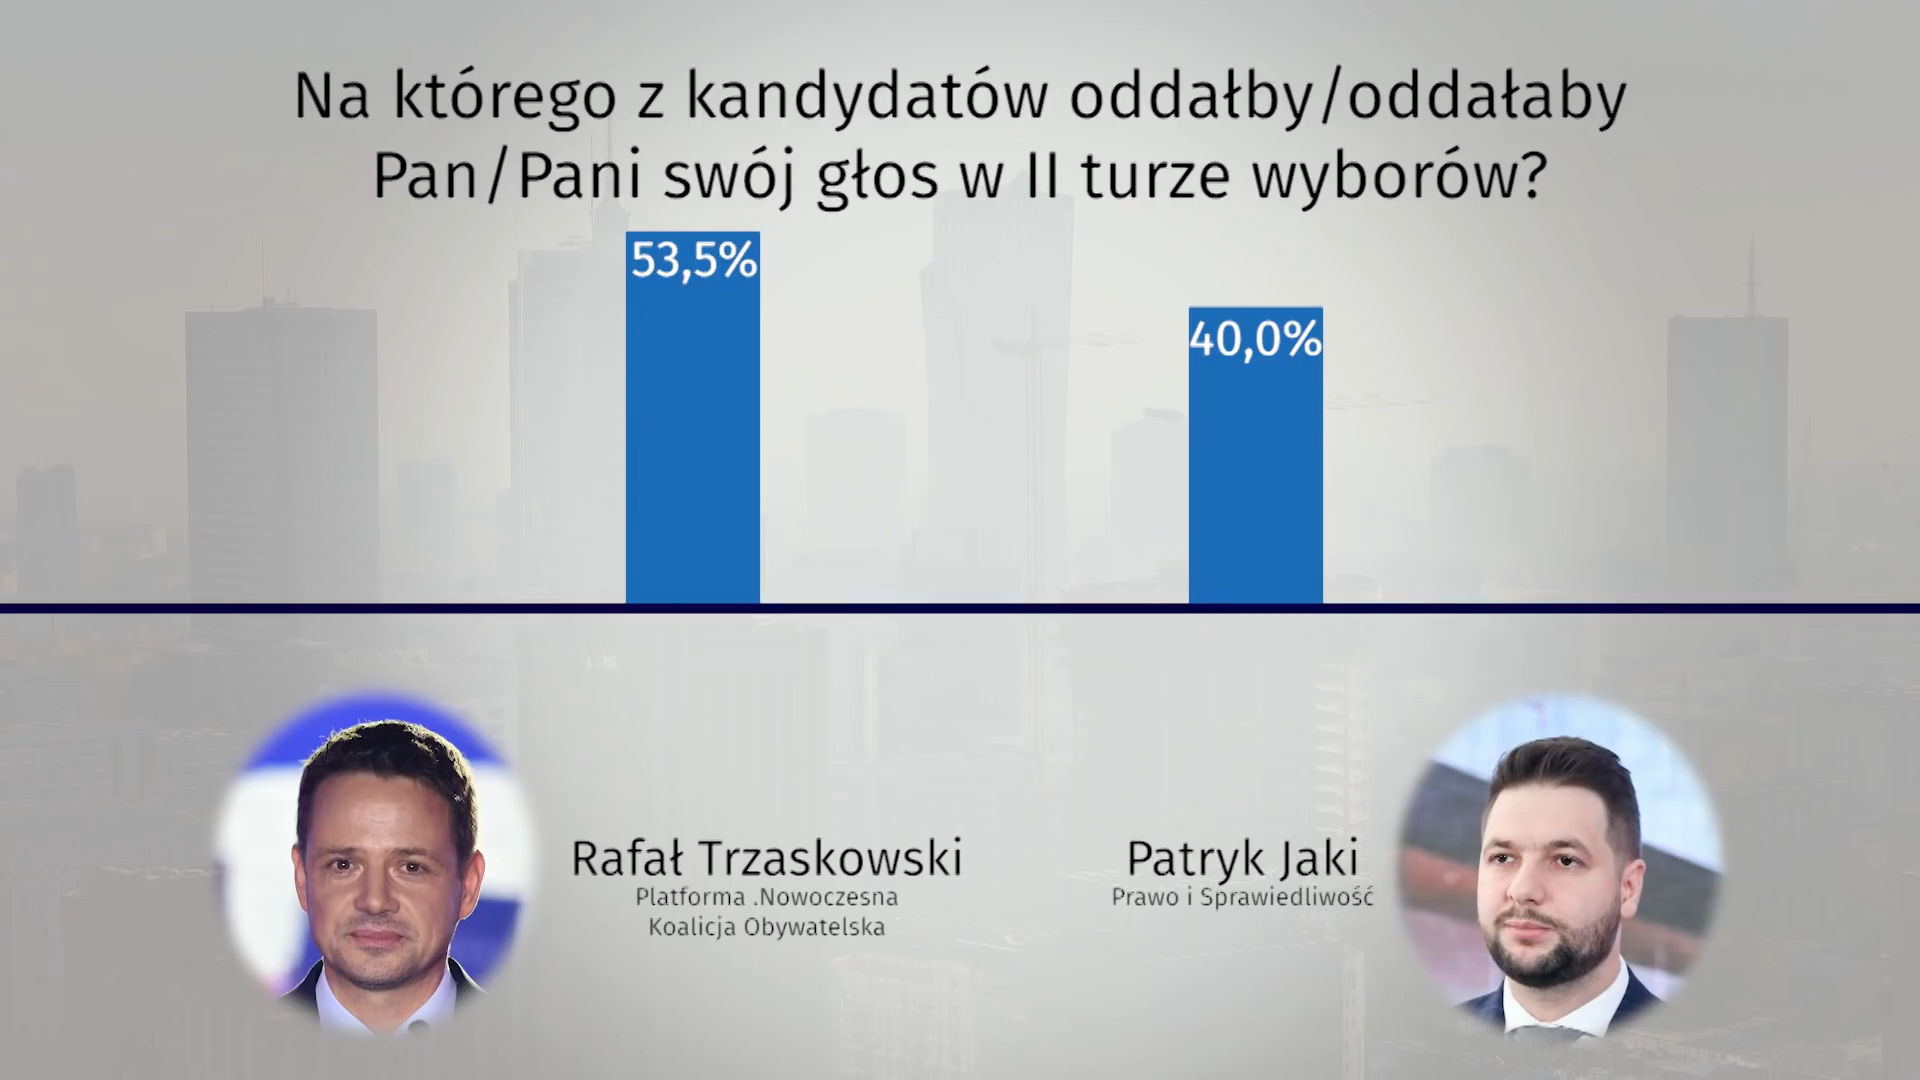 Na którego z kandydatów oddałby/oddałaby
Pan/Pani swój głos w II turze wyborów?
53,5%
40,0%
Rafał Trzaskowski
Platforma .Nowoczesna
Koalicja Obywatelska
Patryk Jaki
Prawo i Sprawiedliwość